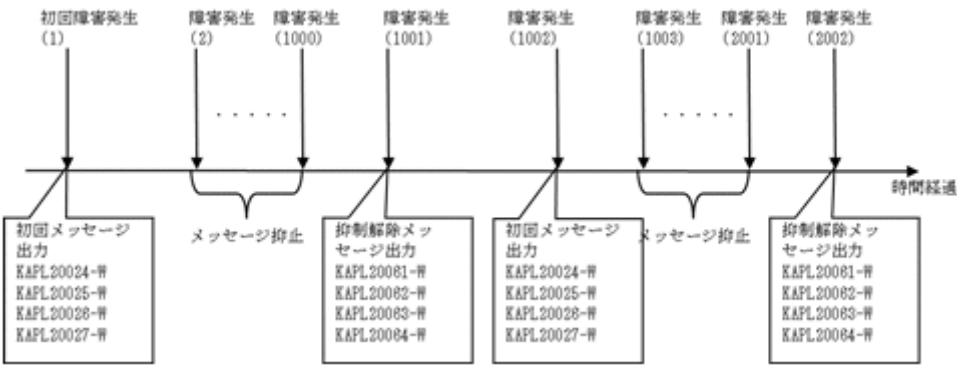 初回障害発生
(1)
障害発生
(2)
障害発生
(1000)
障害発生
(1001)
障害発生
(1002)
障害発生
(1003)
障害発生
(2001)
障害発生
(2002)
・・・・・
・・・・・
時間経過
初回メッセージ
出力
KAPL20024-W
KAPL20025-W
KAPL20026-W
KAPL20027-W
メッセージ抑止
抑制解除メッ
セージ出力
KAPL20061-W
KAPL20062-W
KAPL20063-W
KAPL20064-W
初回メッセージ
出力
KAPL20024-W
KAPL20025-W
KAPL20026-W
KAPL20027-W
メッセージ抑止
抑制解除メッ
セージ出力
KAPL20061-W
KAPL20062-W
KAPL20063-W
KAPL20064-W